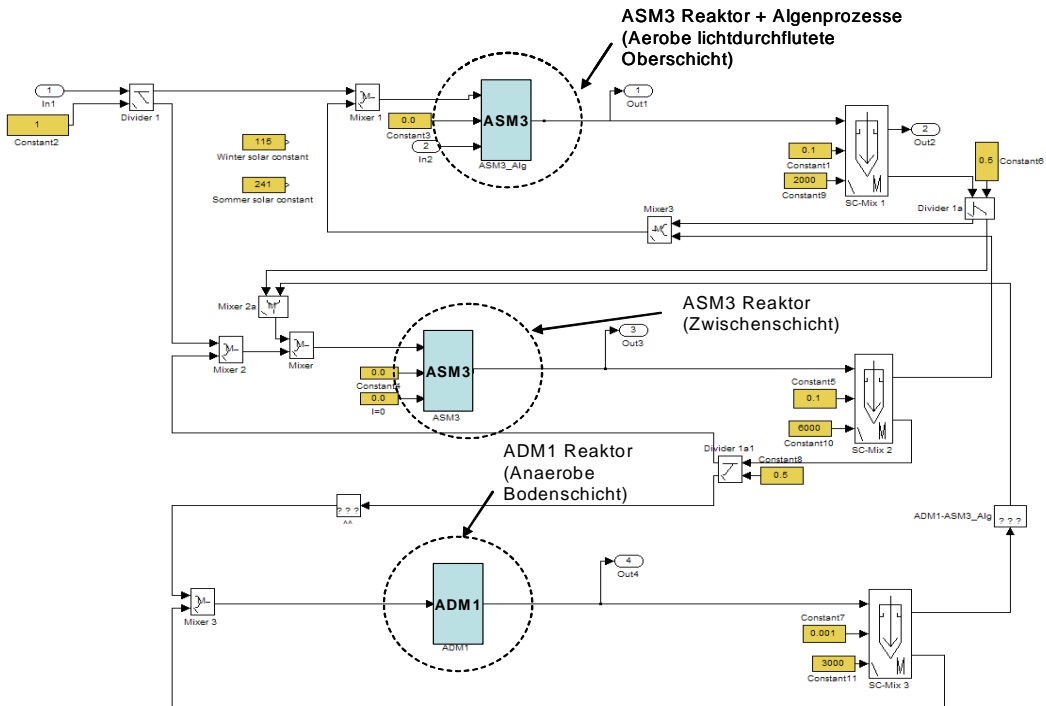 ASM3 Reaktor + Algenprozesse
(Aerobe lichtdurchflutete
Oberschicht)
1
In1
1
Constant2
Divider 1
M
Mixer 1
0.0
Constant3
2
In2
ASM3
ASM3_Alg
1
Out1
115
Winter solar constant
241
Sommer solar constant
0.1
Constant1
2000
Constant9
M
SC-Mix 1
2
Out2
0.5
Constant6
Divider 1a
Mixer3
M
Mixer 2a
M
M
Mixer 2
M
Mixer
ASM3 Reaktor
(Zwischenschicht)
0.0
Constant4
0.0
I=0
ASM3
ASM3
3
Out3
Constant5
0.1
6000
Constant10
M
SC-Mix 2
Divider 1a1
Constant8
0.5
ADM1 Reaktor
(Anaerobe
Bodenschicht)
? ? ?
^^
ADM1-ASM3_Alg
? ? ?
M
Mixer 3
ADM1
ADM1
4
Out4
Constant7
0.001
3000
Constant11
M
SC-Mix 3